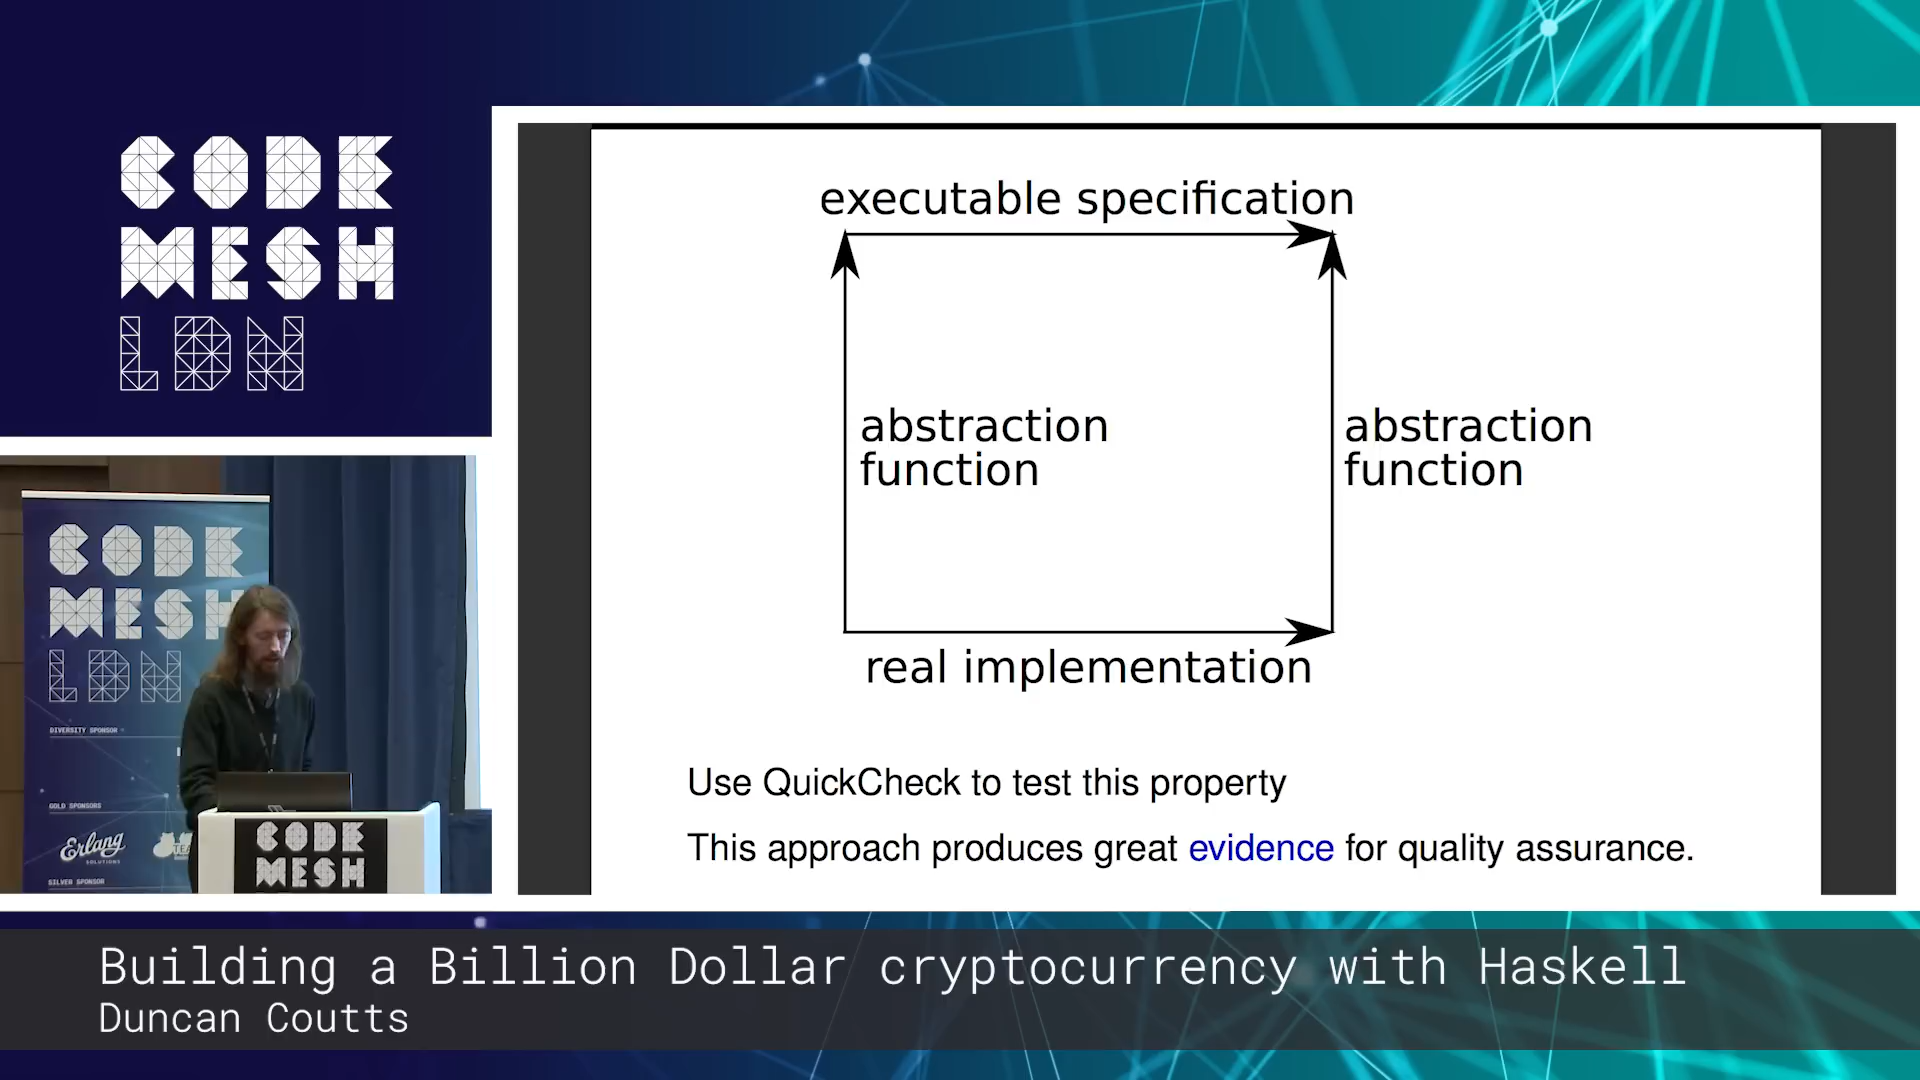 CODE
MESH
LDN
executable specification
abstraction
function
abstraction
function
real implementation
Use QuickCheck to test this property
This approach produces great evidence for quality assurance.
CODE
MESH
LDN
DIVERSITY SPONSOR
GOLD SPONSORS
Erlang
SOLUTIONS
SILVER SPONSOR
CODE
MESH
Building a Billion Dollar cryptocurrency with Haskell
Duncan Coutts